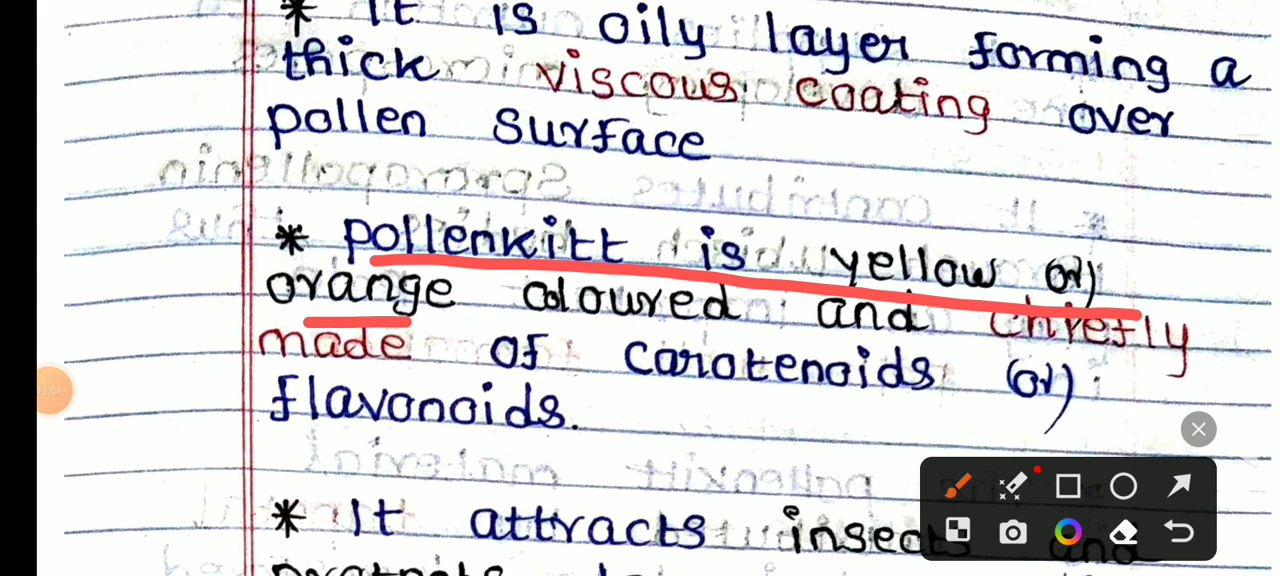 * It is oily layer forming a
thick viscous coating over
pollen surface
* pollenkitt is yellow (or)
orange coloured and chiefly
made of carotenoids (or)
flavonoids.
* It attracts insects and